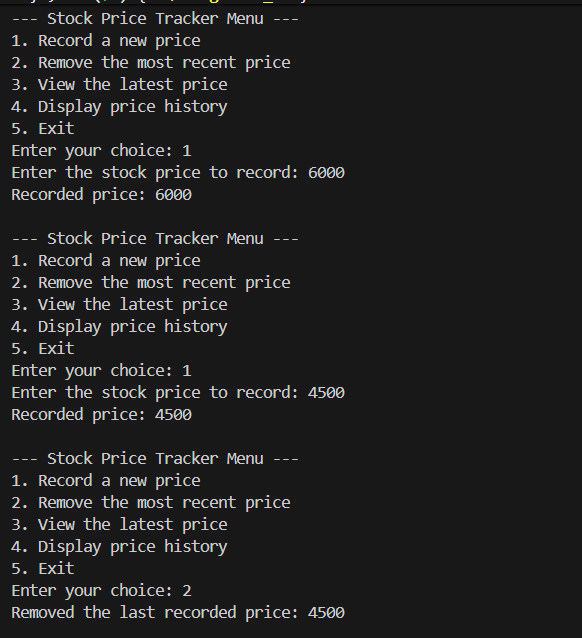 --- Stock Price Tracker Menu ---
1. Record a new price
2. Remove the most recent price
3. View the latest price
4. Display price history
5. Exit
Enter your choice: 1
Enter the stock price to record: 6000
Recorded price: 6000
--- Stock Price Tracker Menu ---
1. Record a new price
2. Remove the most recent price
3. View the latest price
4. Display price history
5. Exit
Enter your choice: 1
Enter the stock price to record: 4500
Recorded price: 4500
--- Stock Price Tracker Menu ---
1. Record a new price
2. Remove the most recent price
3. View the latest price
4. Display price history
5. Exit
Enter your choice: 2
Removed the last recorded price: 4500